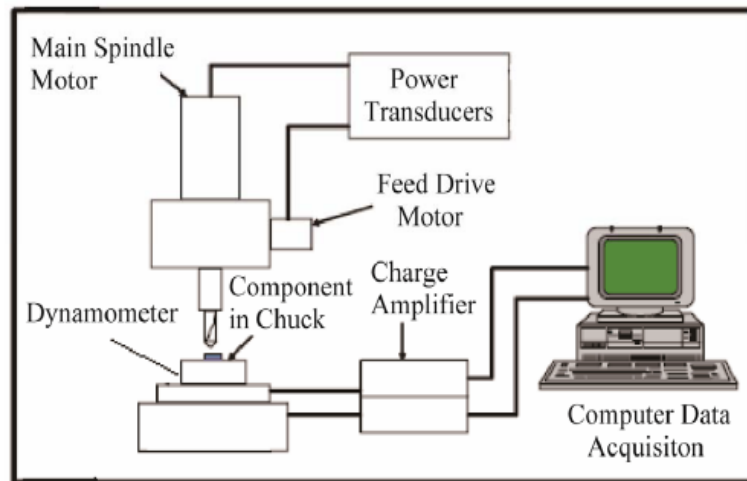 Main Spindle
Motor
Power
Transducers
Feed Drive
Motor
Charge
Amplifier
Component
in Chuck
Dynamometer
Computer Data
Acquisiton